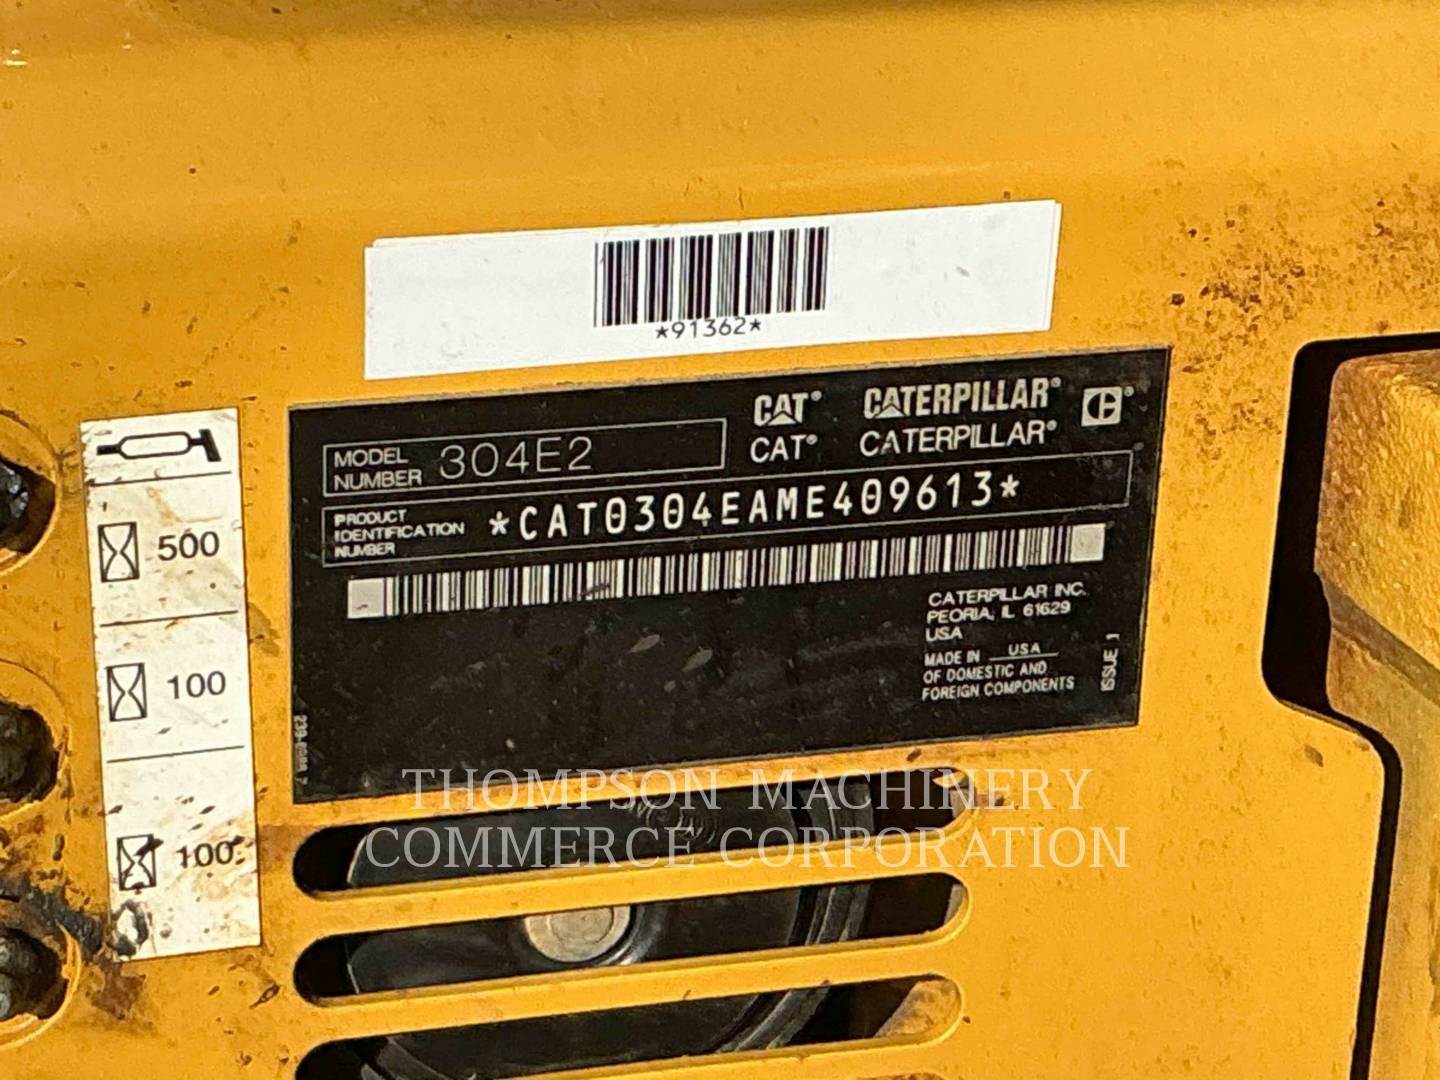 *91362*
CAT® CATERPILLAR® CE®
CAT® CATERPILLAR®
MODEL NUMBER 304E2
PRODUCT IDENTIFICATION NUMBER *CAT0304EAME409613*
CATERPILLAR INC.
PEORIA, IL 61629
USA
MADE IN USA
OF DOMESTIC AND
FOREIGN COMPONENTS
ISSUE 1
500
100
100
THOMPSON MACHINERY
COMMERCE CORPORATION